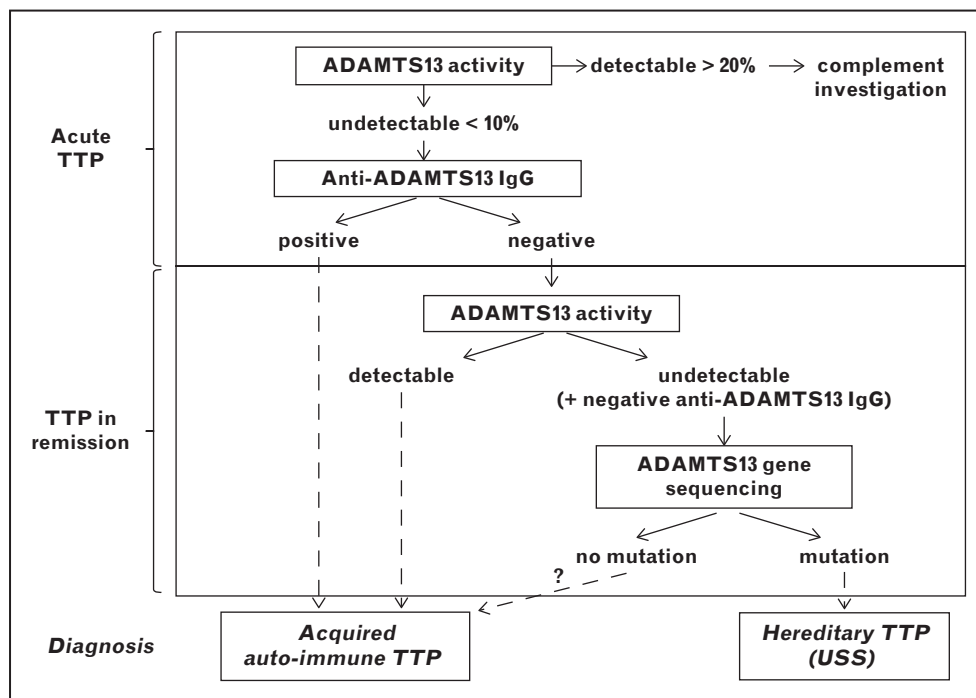 ADAMTS13 activity
detectable > 20%
complement
investigation
undetectable < 10%
Acute
TTP
Anti-ADAMTS13 IgG
positive
negative
ADAMTS13 activity
detectable
undetectable
(+ negative anti-ADAMTS13 IgG)
TTP in
remission
ADAMTS13 gene
sequencing
no mutation
mutation
?
Diagnosis
Acquired
auto-immune TTP
Hereditary TTP
(USS)